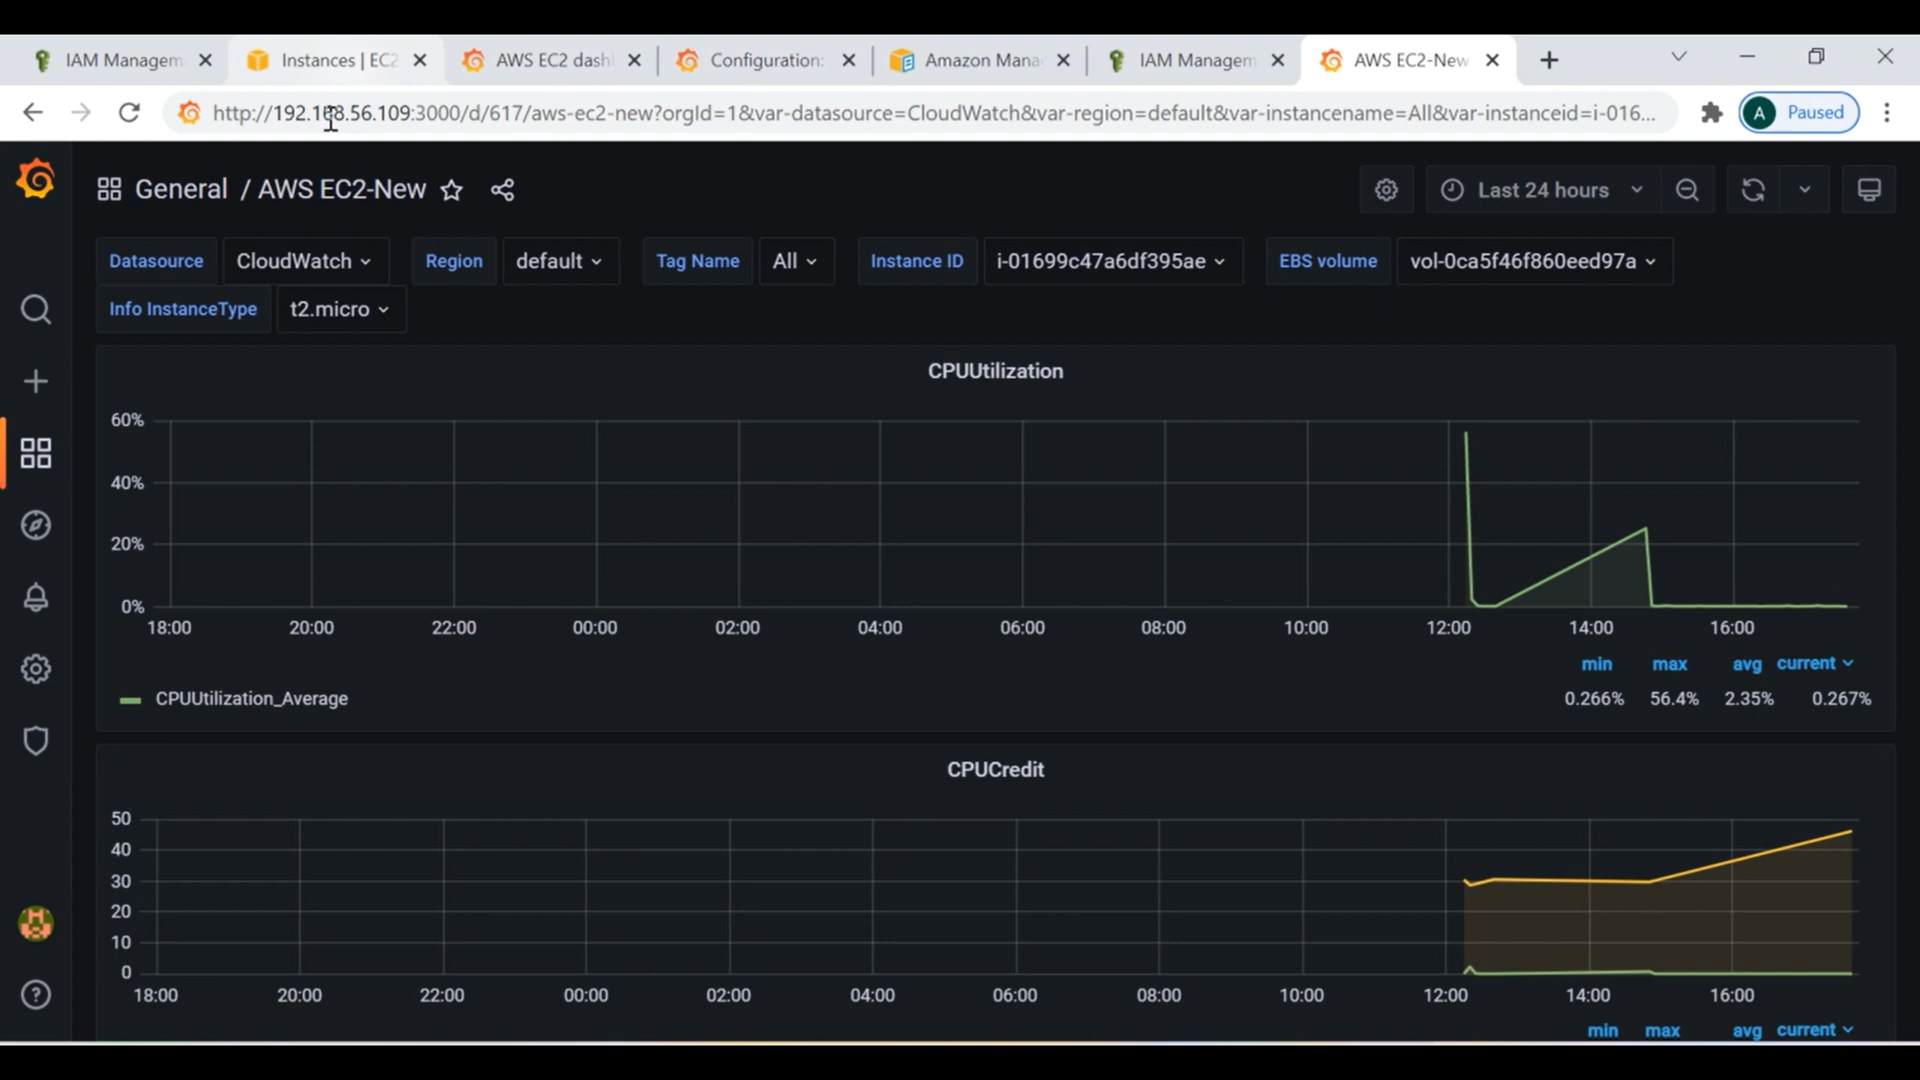 IAM Managem
Instances | EC2
AWS EC2 dash
Configuration:
Amazon Mana
IAM Managem
AWS EC2-New
http://192.168.56.109:3000/d/617/aws-ec2-new?orgId=1&var-datasource=CloudWatch&var-region=default&var-instancename=All&var-instanceid=i-016...
A Paused
General / AWS EC2-New
Last 24 hours
Datasource CloudWatch Region default Tag Name All Instance ID i-01699c47a6df395ae EBS volume vol-0ca5f46f860eed97a
Info InstanceType t2.micro
CPUUtilization
60%
40%
20%
0%
18:00 20:00 22:00 00:00 02:00 04:00 06:00 08:00 10:00 12:00 14:00 16:00
min max avg current
CPUUtilization_Average 0.266% 56.4% 2.35% 0.267%
CPUCredit
50
40
30
20
10
0
18:00 20:00 22:00 00:00 02:00 04:00 06:00 08:00 10:00 12:00 14:00 16:00
min max avg current